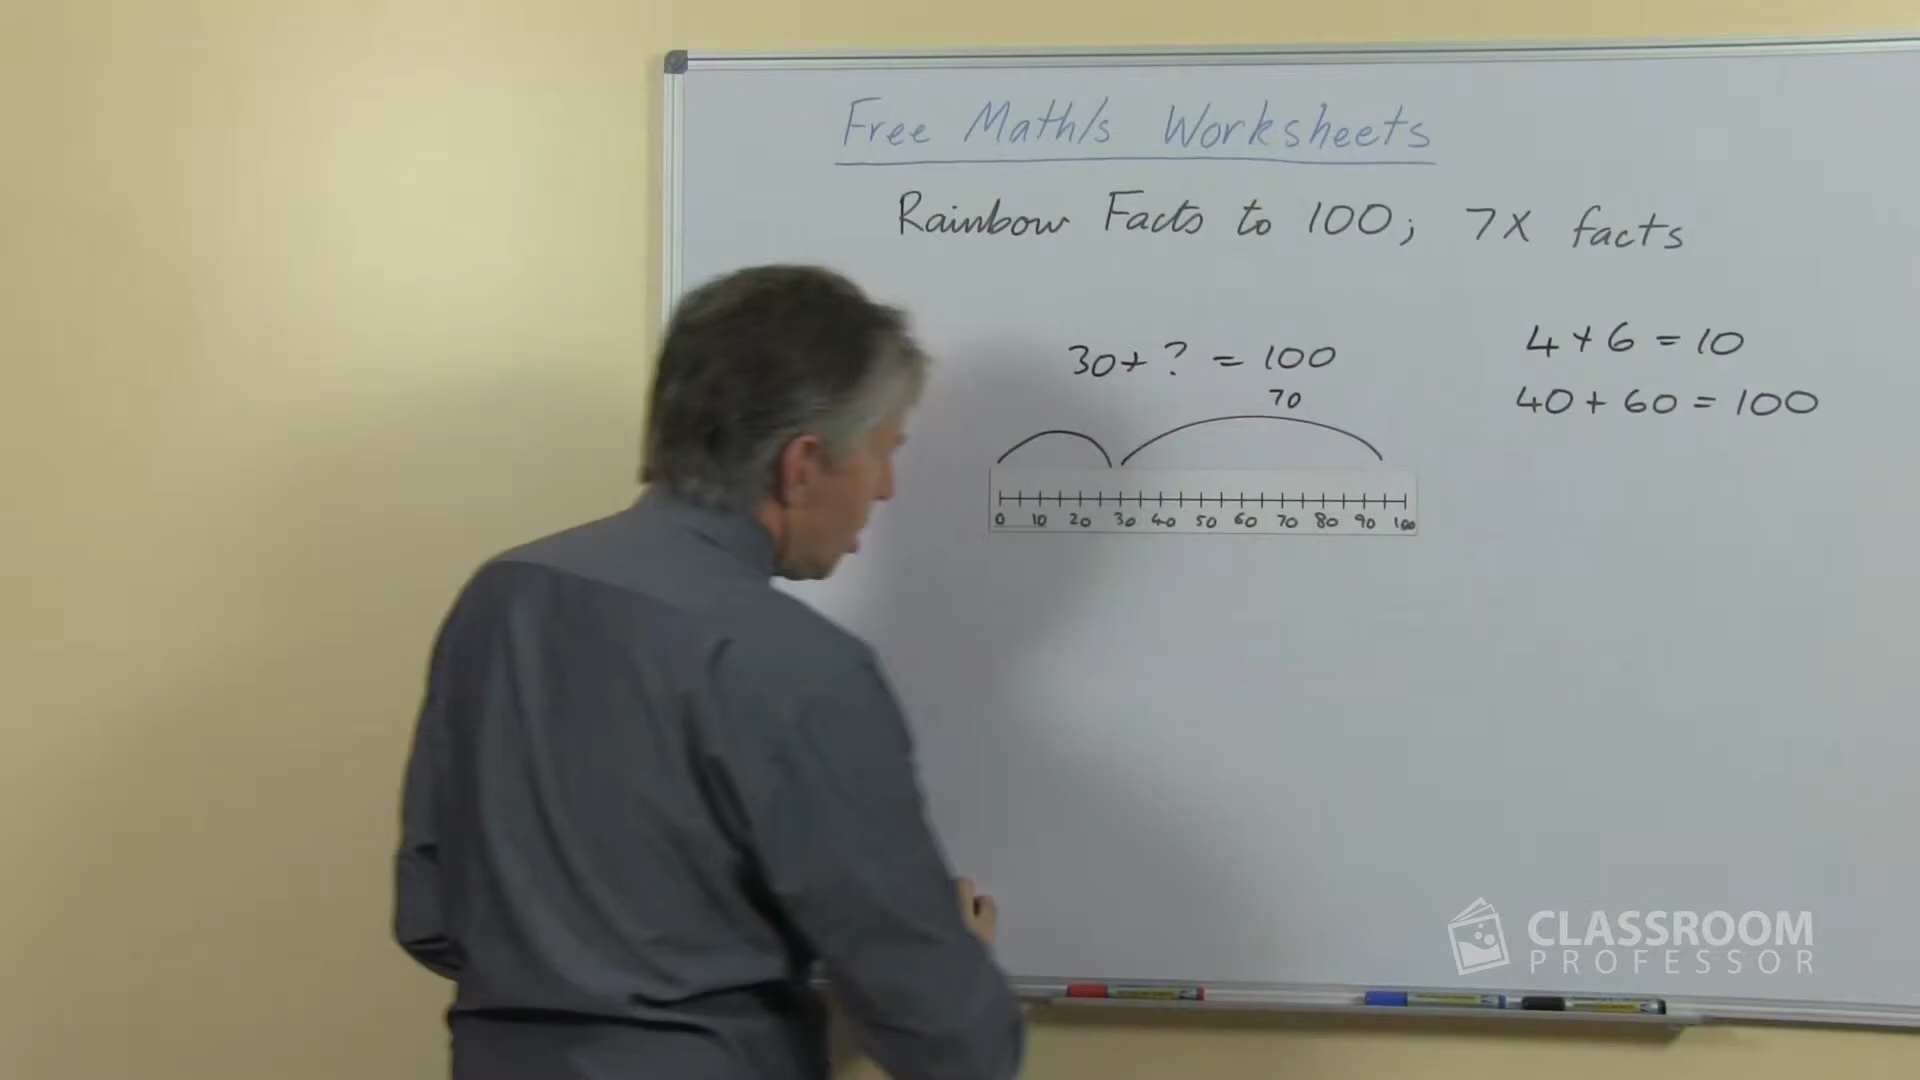 Free Math/s Worksheets
Rainbow Facts to 100; 7x facts
30 + ? = 100
70
0 10 20 30 40 50 60 70 80 90 100
4 + 6 = 10
40 + 60 = 100
CLASSROOM
PROFESSOR